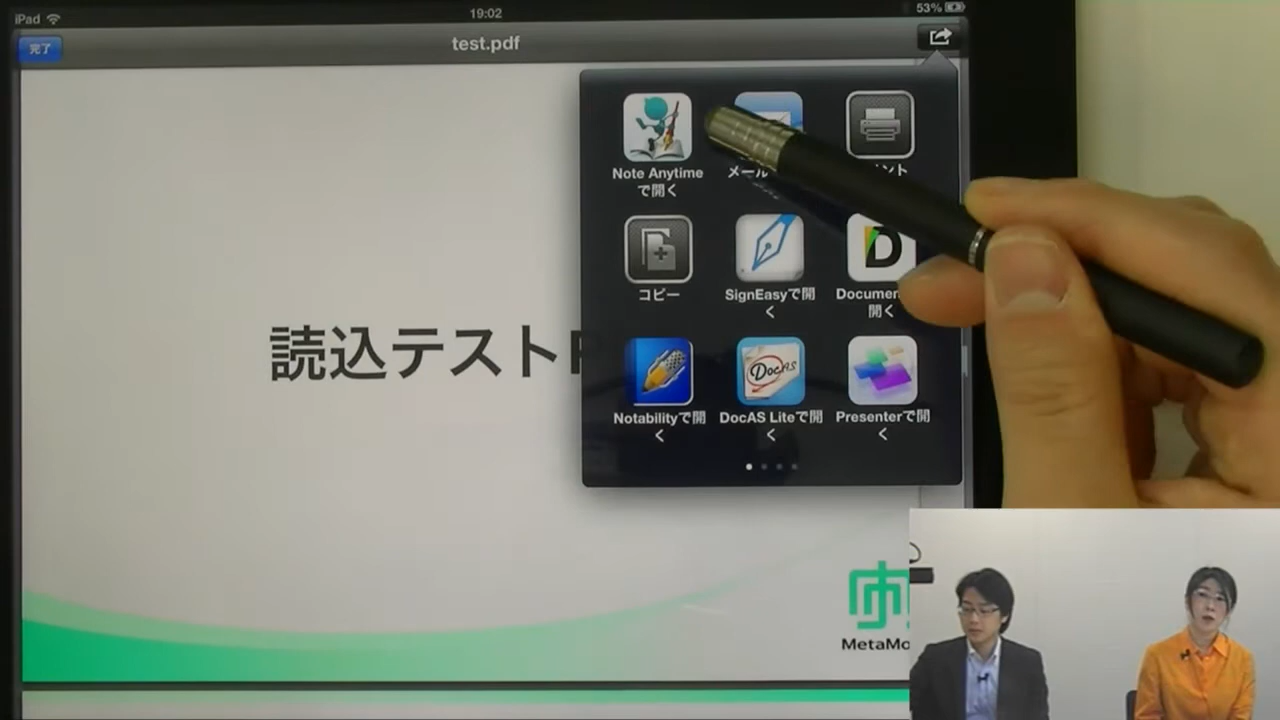 iPad
19:02
53%
完了
test.pdf
Note Anytime
で開く
メール
ント
コピー
SignEasyで開
く
Documen
開く
読込テスト
Notabilityで開
く
DocAS Liteで開
く
Presenterで開
く
D
DocAS
MetaMo